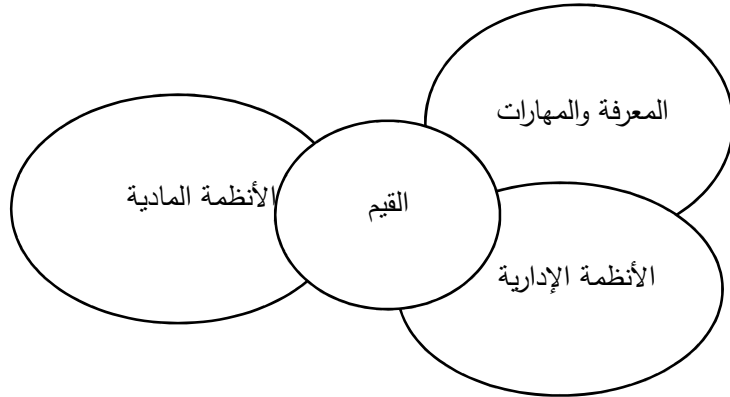 المعرفة والمهارات
الأنظمة المادية
القيم
الأنظمة الإدارية